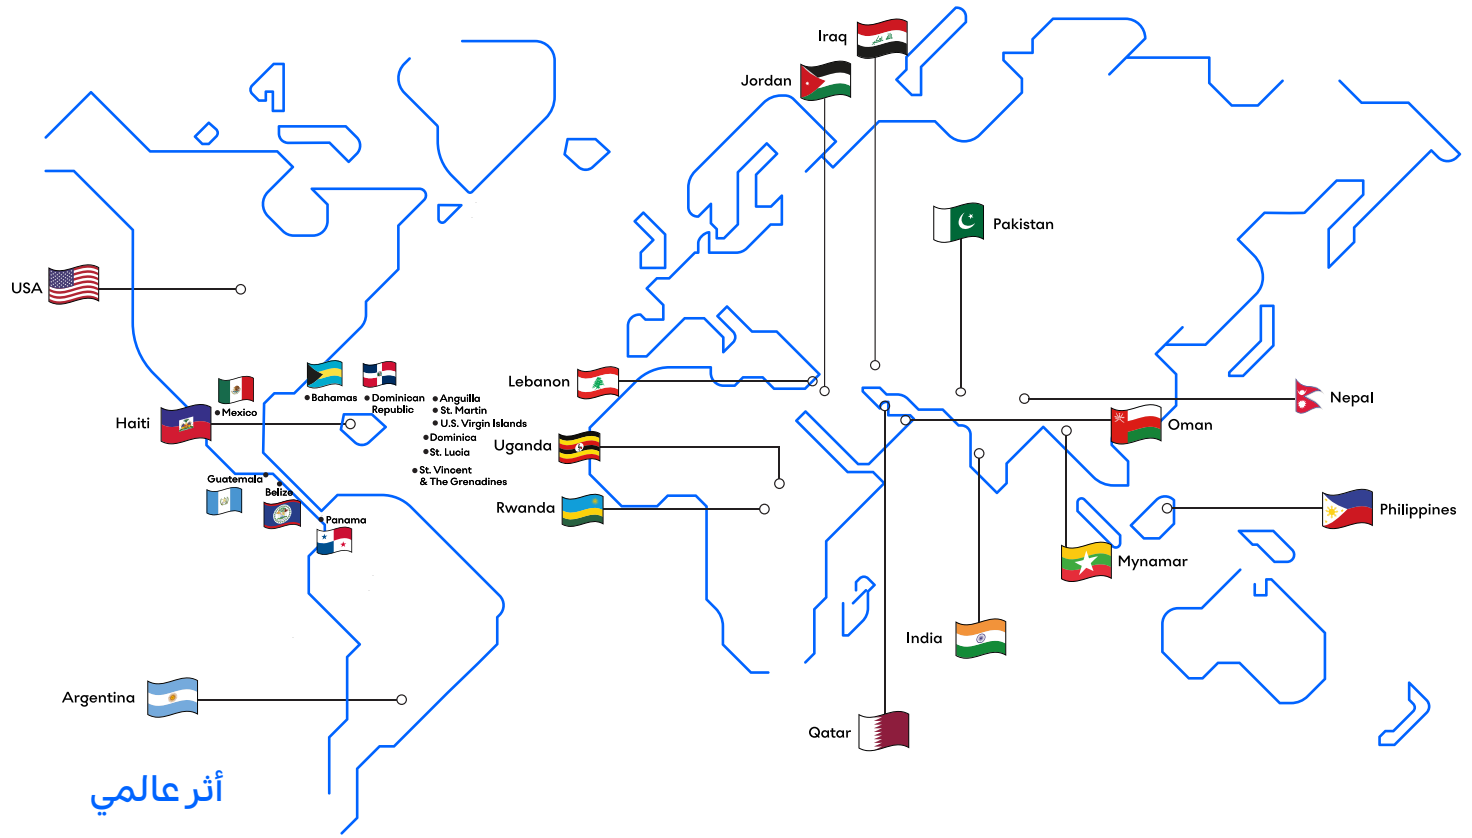 Iraq
Jordan
Pakistan
USA
Lebanon
Nepal
Bahamas
Dominican
Republic
Anguilla
St. Martin
U.S. Virgin Islands
Mexico
Haiti
Oman
Dominica
St. Lucia
Uganda
St. Vincent
& The Grenadines
Guatemala
Belize
Rwanda
Philippines
Panama
Mynamar
India
Argentina
Qatar
أثر عالمي